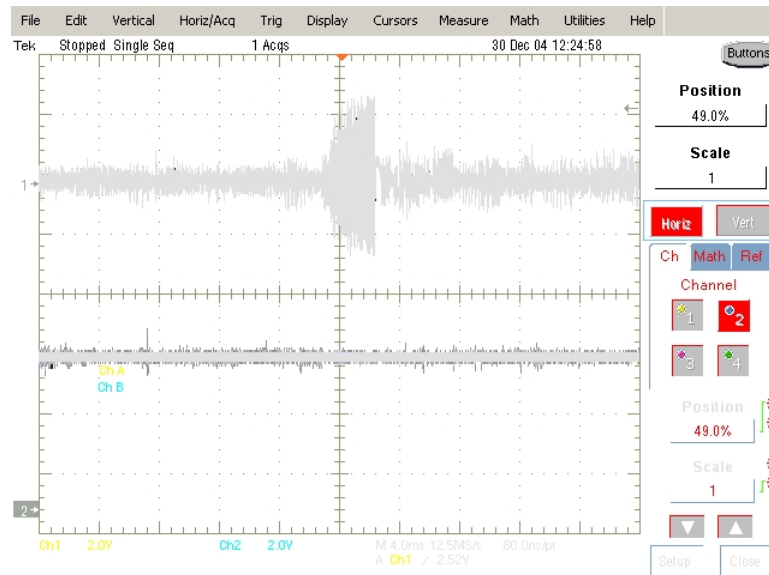 File Edit Vertical Horiz/Acq Trig Display Cursors Measure Math Utilities Help
Tek Stopped Single Seq 1 Acqs 30 Dec 04 12:24:58
Buttons
Position
49.0%
Scale
1
Horiz Vert
Ch Math Ref
Channel
1 2
3 4
Position
49.0%
Scale
1
Setup Close
1
Ch A
Ch B
2
Ch1 2.0V Ch2 2.0V M 4.0ms 12.5MS/s 80.0ns/pt
A Ch1 2.52V